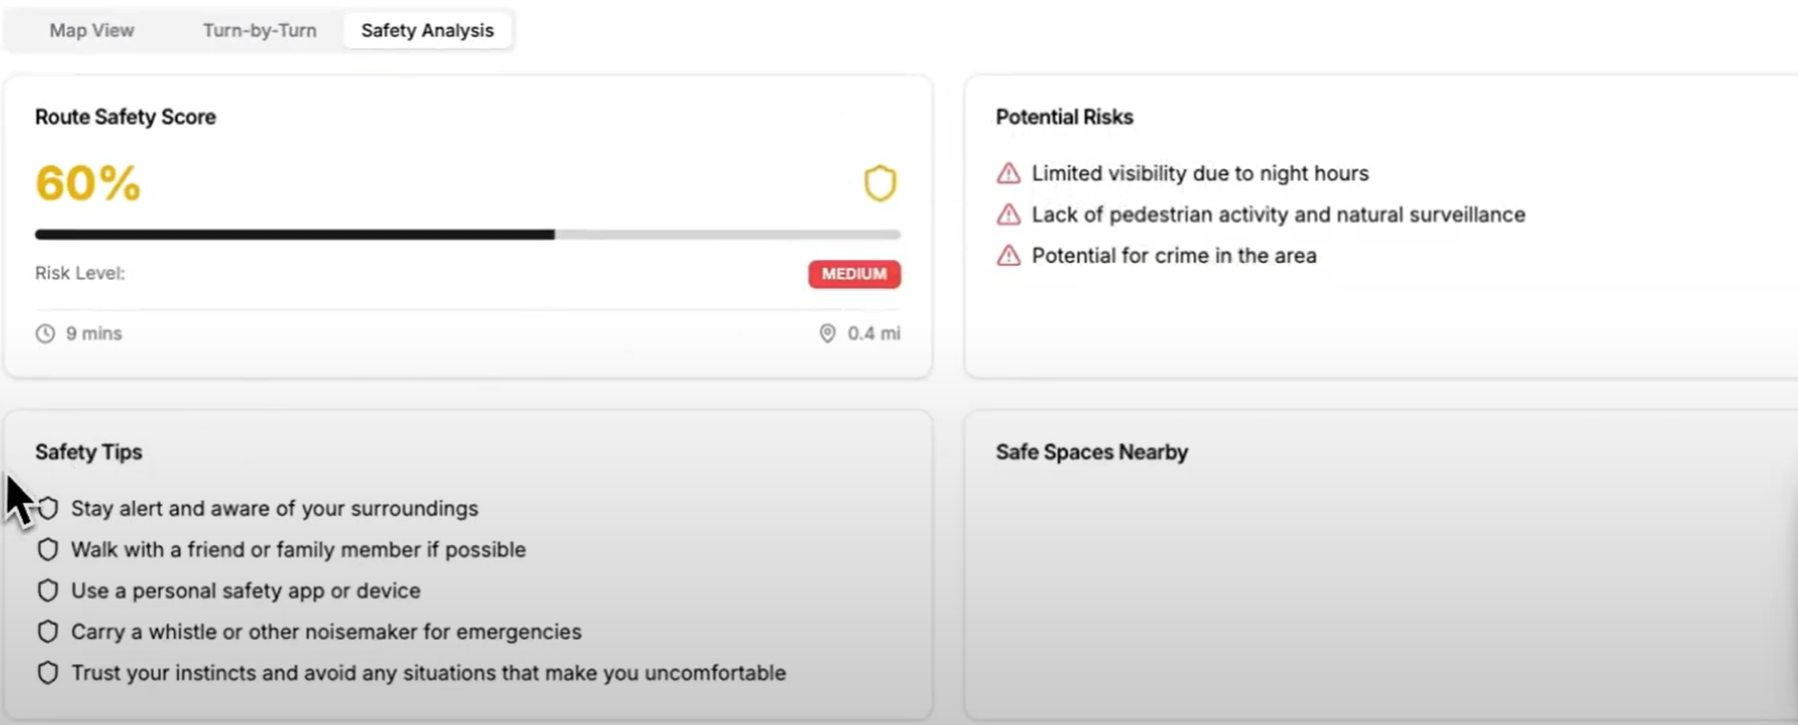 Map View
Turn-by-Turn
Safety Analysis
Route Safety Score
60%
Risk Level:
MEDIUM
9 mins
0.4 mi
Potential Risks
Limited visibility due to night hours
Lack of pedestrian activity and natural surveillance
Potential for crime in the area
Safety Tips
Stay alert and aware of your surroundings
Walk with a friend or family member if possible
Use a personal safety app or device
Carry a whistle or other noisemaker for emergencies
Trust your instincts and avoid any situations that make you uncomfortable
Safe Spaces Nearby